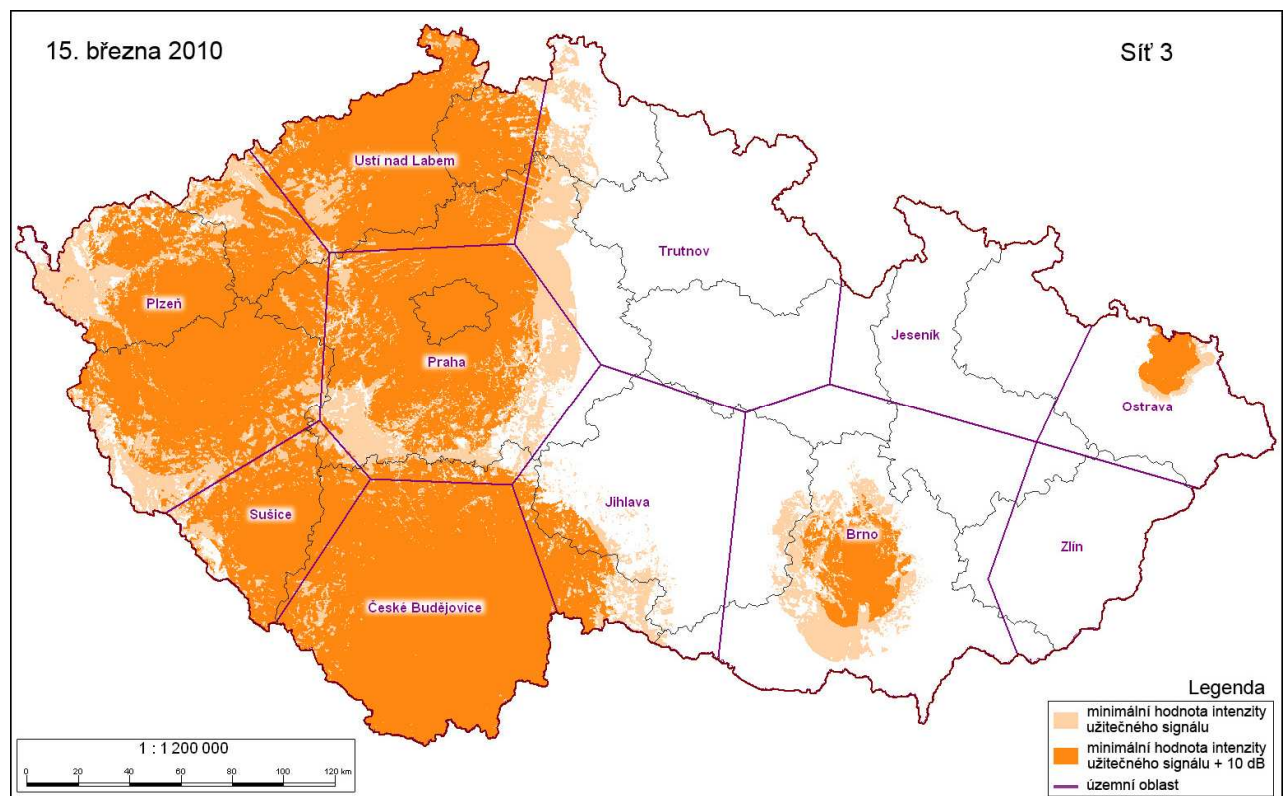 15. března 2010
Síť 3
Ústí nad Labem
Trutnov
Plzeň
Jeseník
Praha
Ostrava
Sušice
Jihlava
Brno
Zlín
České Budějovice
Legenda
minimální hodnota intenzity
užitečného signálu
minimální hodnota intenzity
užitečného signálu + 10 dB
územní oblast
1 : 1 200 000
0 20 40 60 80 100 120 km